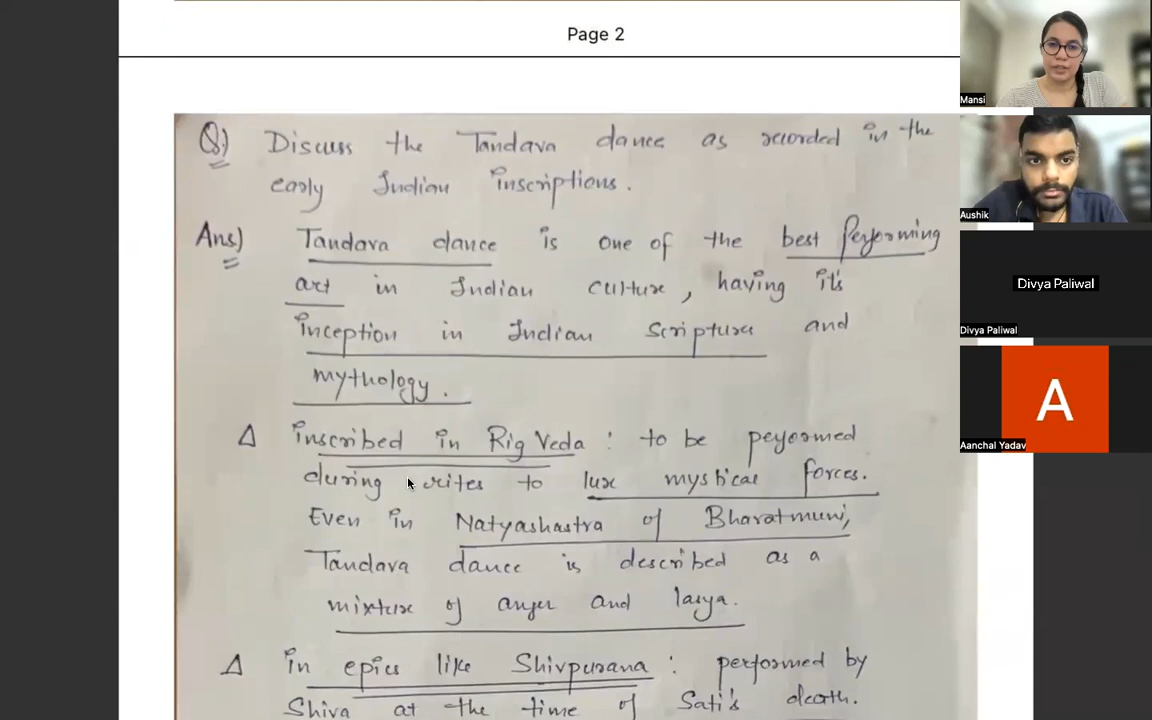 Page 2
Q.) Discuss the Tandava dance as recorded in the
early Indian inscriptions.
Ans) Tandava dance is one of the best Performing
art in Indian culture, having it's
inception in Indian Scripture and
mythology.
Δ inscribed in Rig Veda : to be peyormed
during rites to lure mystical forces.
Even in Natyashastra of Bharatmuni,
Tandava dance is described as a
mixture of anger and lasya.
Δ in epics like Shivpurana : performed by
Shiva at the time of Sati's death.
Mansi
Aushik
Divya Paliwal
Divya Paliwal
A
Aanchal Yadav